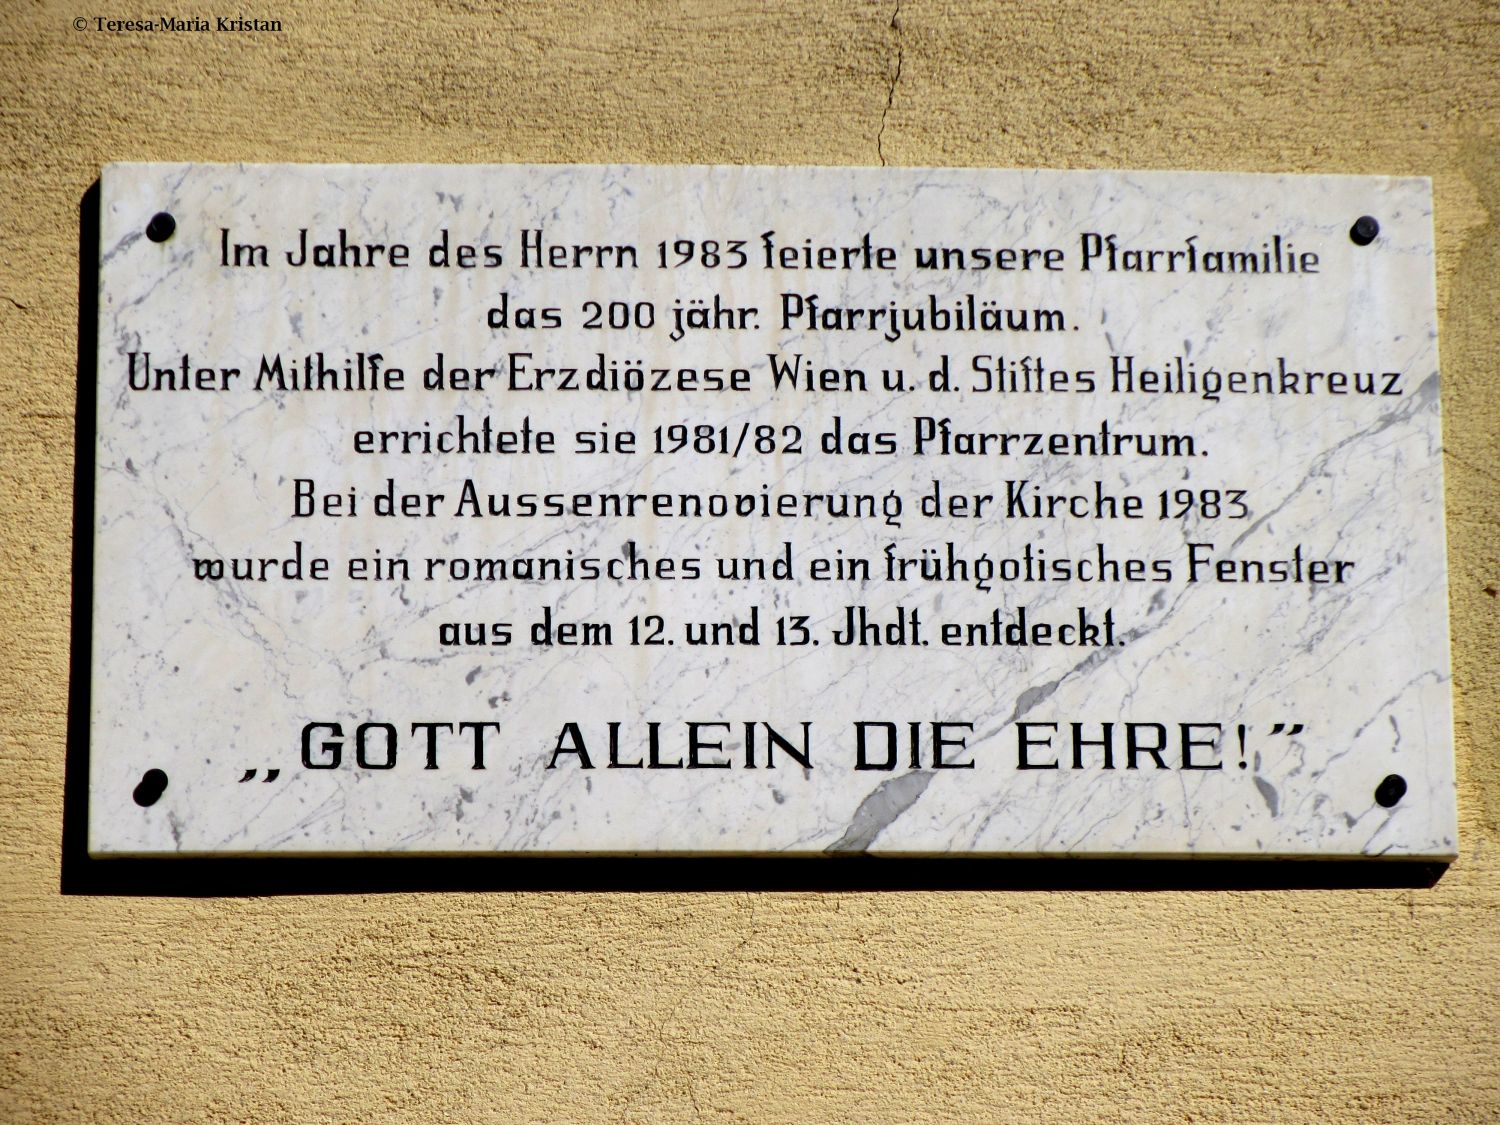 © Teresa-Maria Kristan
Im Jahre des Herrn 1983 feierte unsere Pfarrfamilie
das 200 jähr. Pfarrjubiläum.
Unter Mithilfe der Erzdiözese Wien u. d. Stiftes Heiligenkreuz
errichtete sie 1981/82 das Pfarrzentrum.
Bei der Aussenrenovierung der Kirche 1983
wurde ein romanisches und ein frühgotisches Fenster
aus dem 12. und 13. Jhdt. entdeckt.
„GOTT ALLEIN DIE EHRE!”